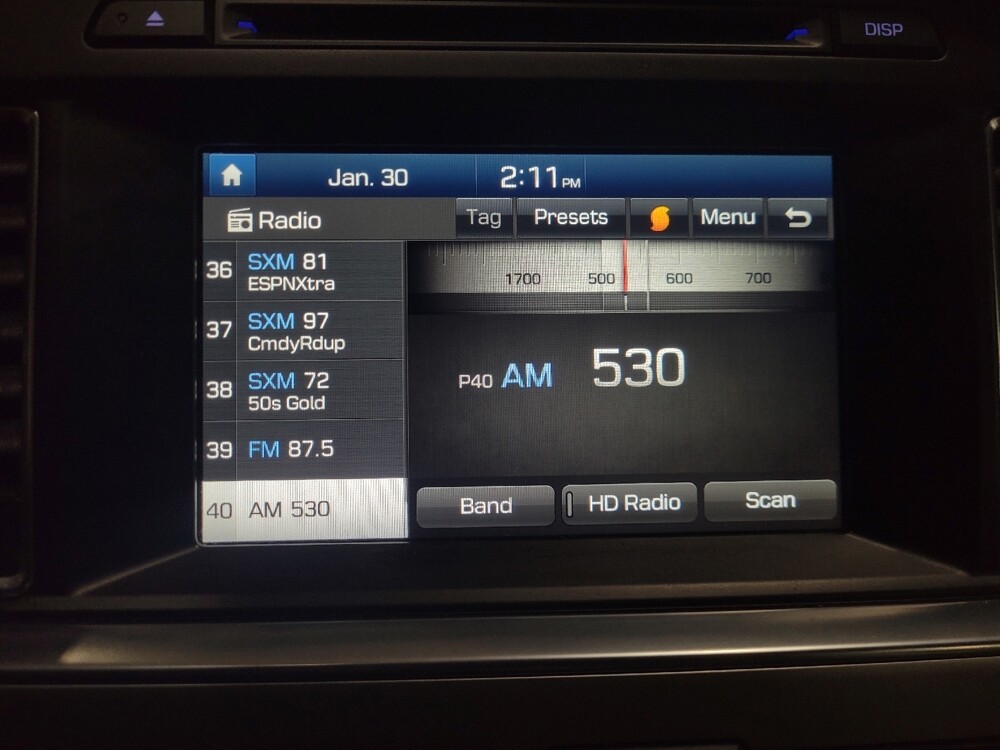 DISP
Jan. 30 2:11 PM
Radio Tag Presets Menu
36 SXM 81
ESPNXtra
37 SXM 97
CmdyRdup
38 SXM 72
50s Gold
39 FM 87.5
40 AM 530
1700 500 600 700
P40 AM 530
Band HD Radio Scan